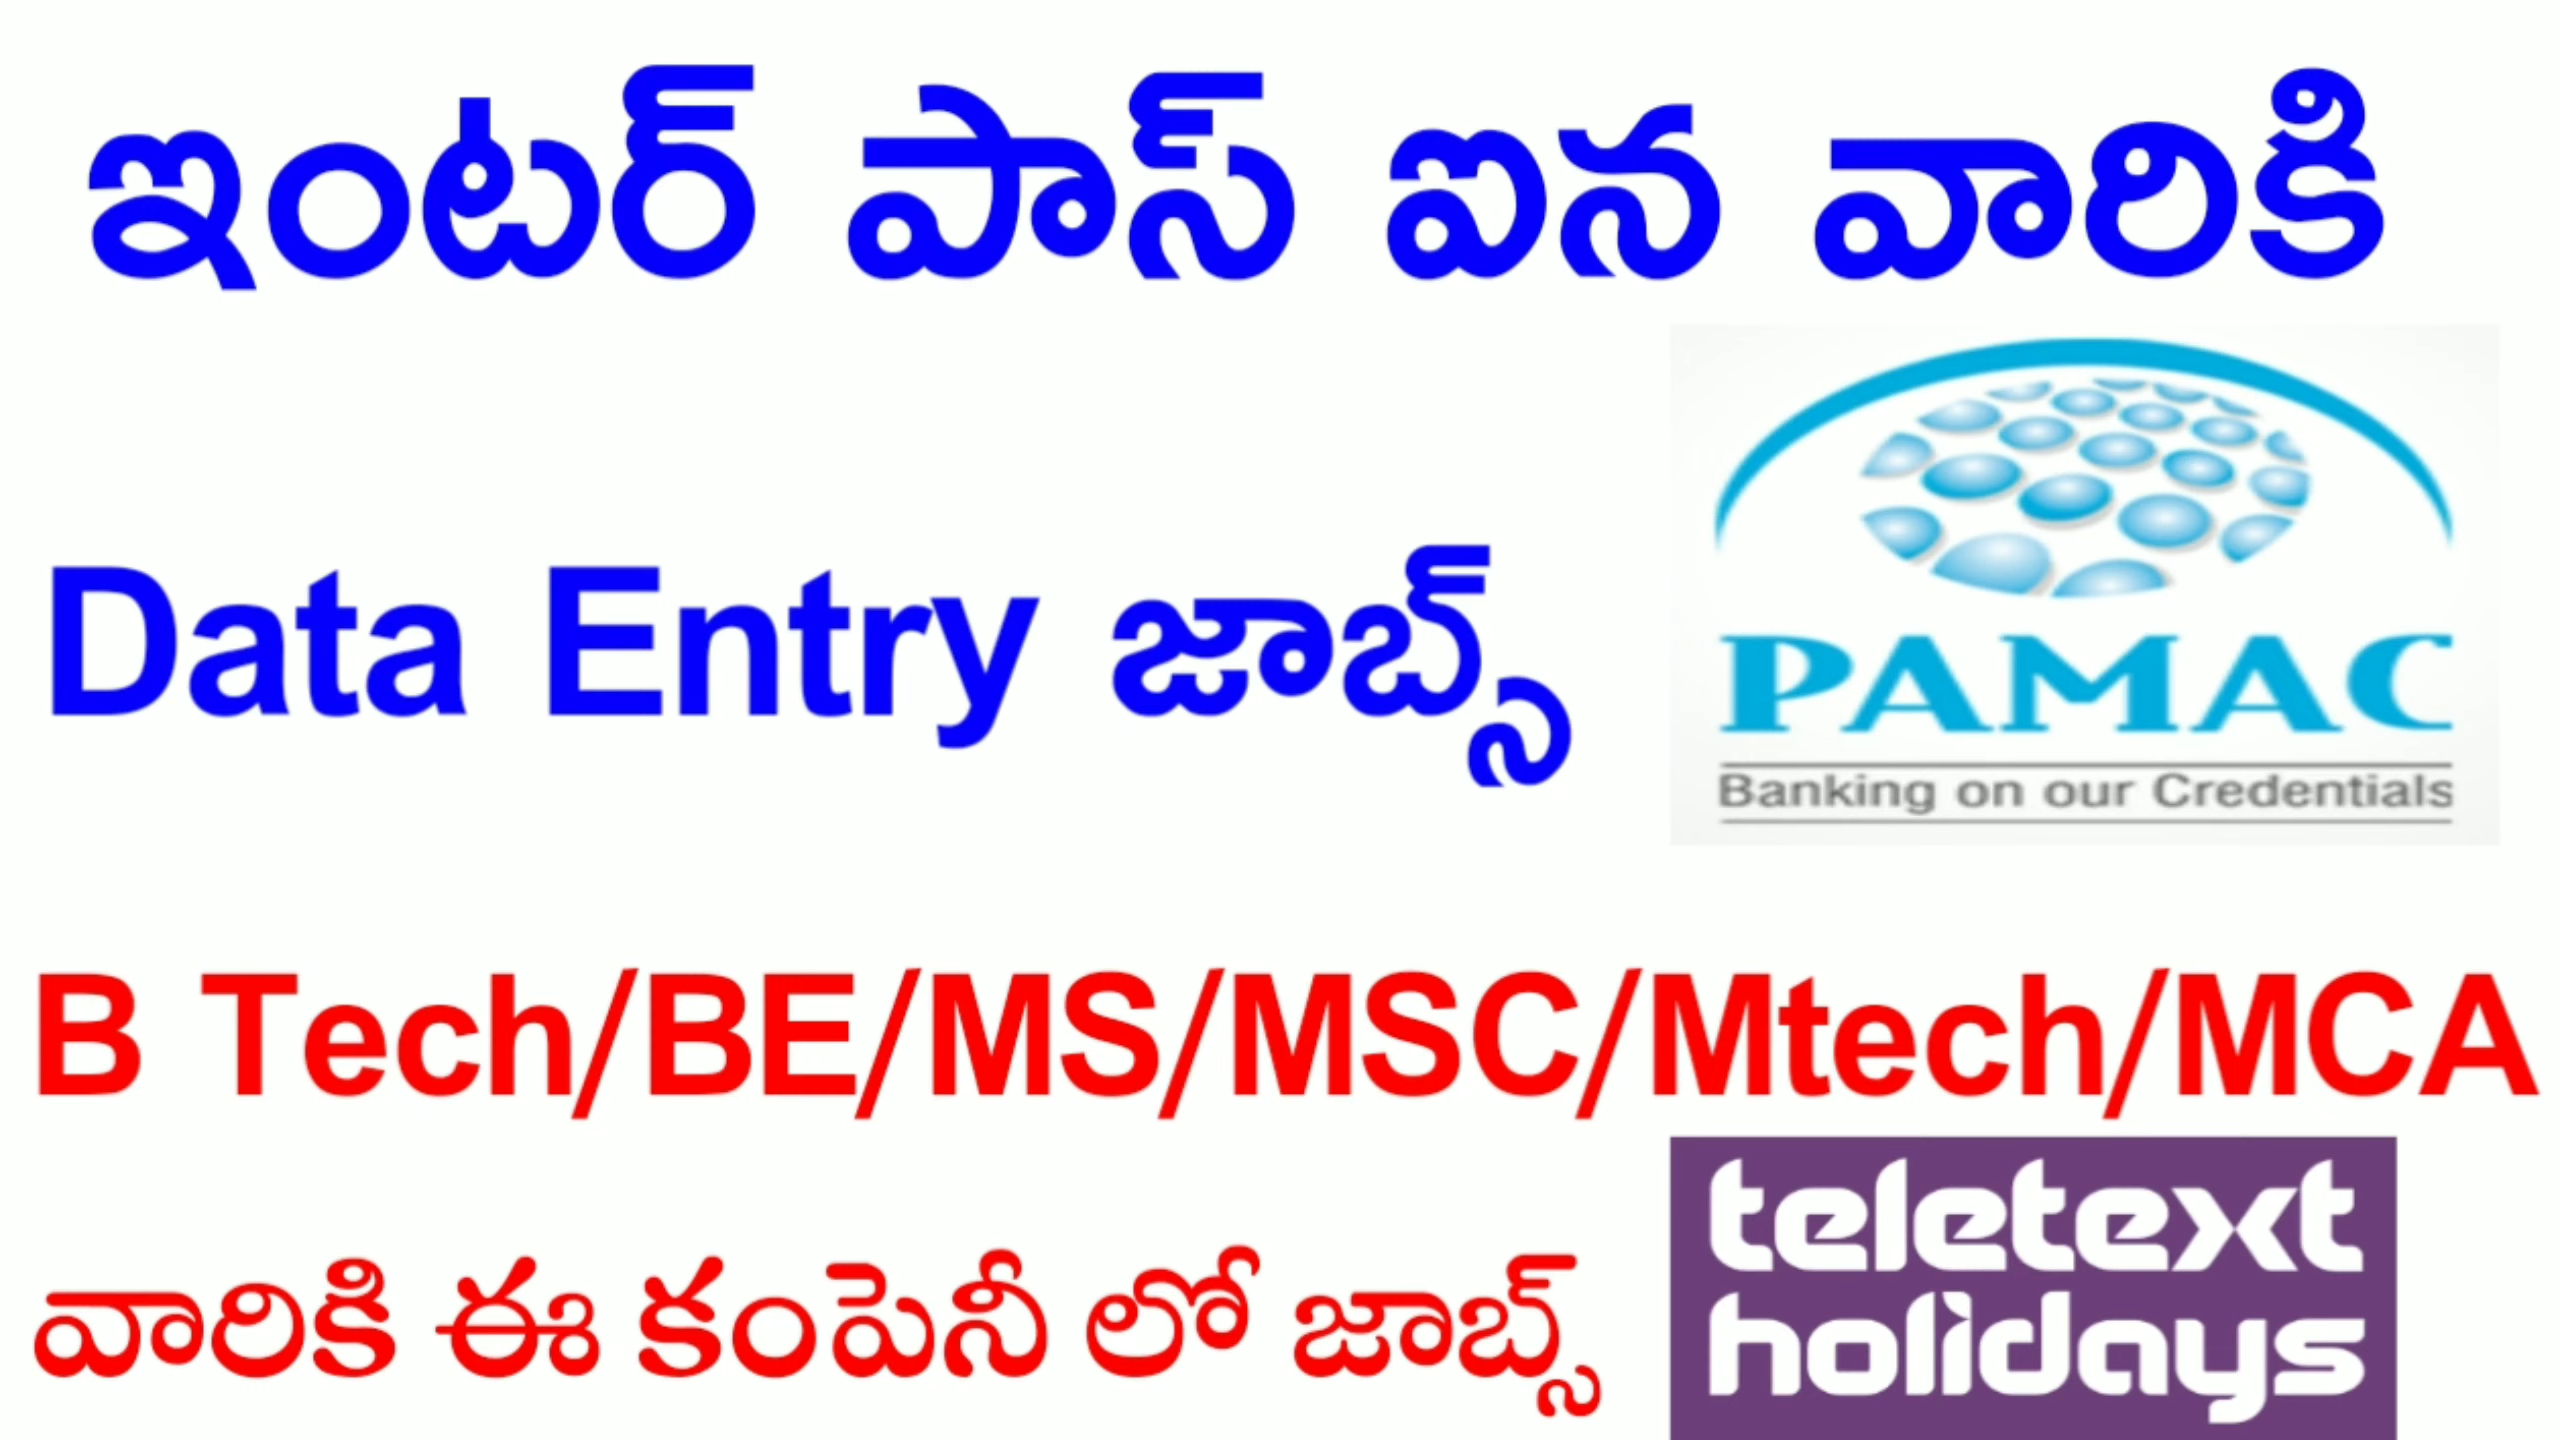 ఇంటర్ పాస్ ఐన వారికి
Data Entry జాబ్స్
PAMAC
Banking on our Credentials
B Tech/BE/MS/MSC/Mtech/MCA
వారికి ఈ కంపెనీ లో జాబ్స్
teletext
holidays